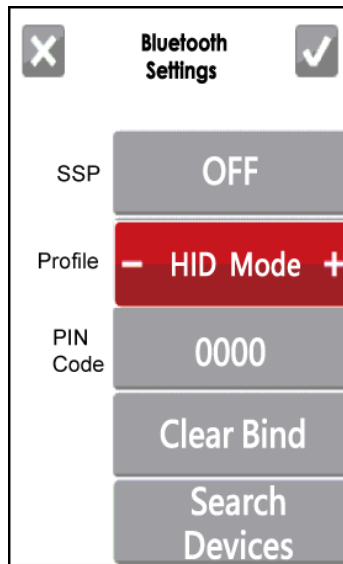 Bluetooth
Settings
SSP
OFF
Profile
- HID Mode +
PIN
Code
0000
Clear Bind
Search
Devices